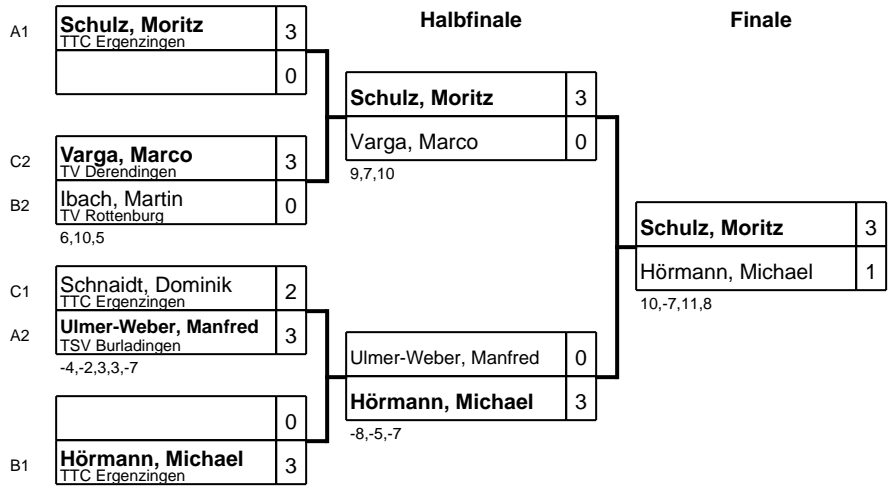 Halbfinale
Finale
A1
Schulz, Moritz 3
TTC Ergenzingen
0
C2
Varga, Marco 3
TV Derendingen
B2
Ibach, Martin 0
TV Rottenburg
6,10,5
C1
Schnaidt, Dominik 2
TTC Ergenzingen
A2
Ulmer-Weber, Manfred 3
TSV Burladingen
-4,-2,3,3,-7
0
B1
Hörmann, Michael 3
TTC Ergenzingen
Schulz, Moritz 3
Varga, Marco 0
9,7,10
Ulmer-Weber, Manfred 0
Hörmann, Michael 3
-8,-5,-7
Schulz, Moritz 3
Hörmann, Michael 1
10,-7,11,8